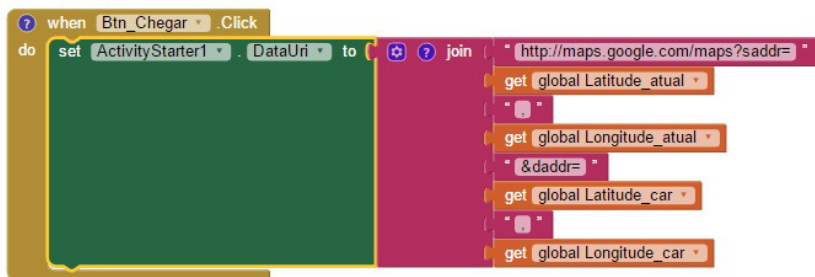 when Btn_Chegar .Click
do set ActivityStarter1 . DataUri to join " http://maps.google.com/maps?saddr= "
get global Latitude_atual
" , "
get global Longitude_atual
" &daddr= "
get global Latitude_car
" , "
get global Longitude_car